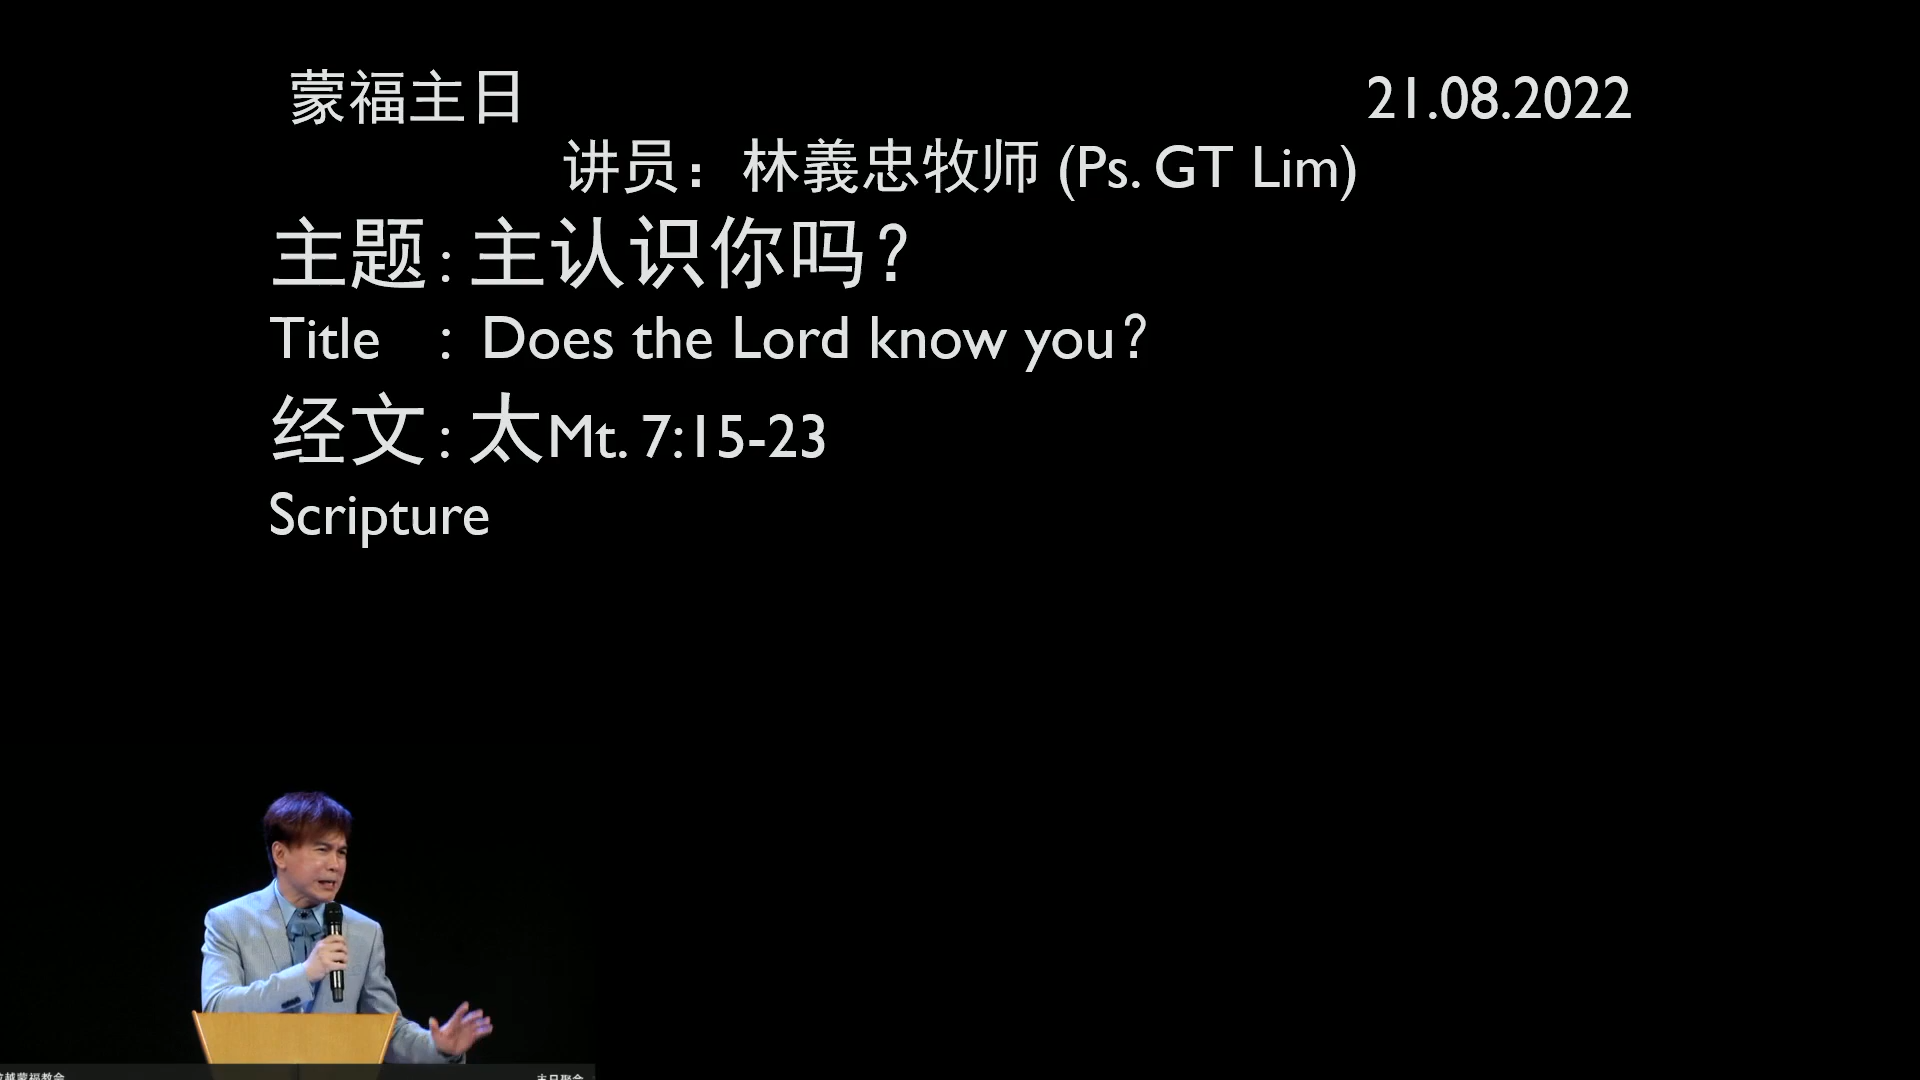 蒙福主日 21.08.2022
讲员：林義忠牧师 (Ps. GT Lim)
主题 : 主认识你吗？
Title : Does the Lord know you？
经文 : 太Mt. 7:15-23
Scripture